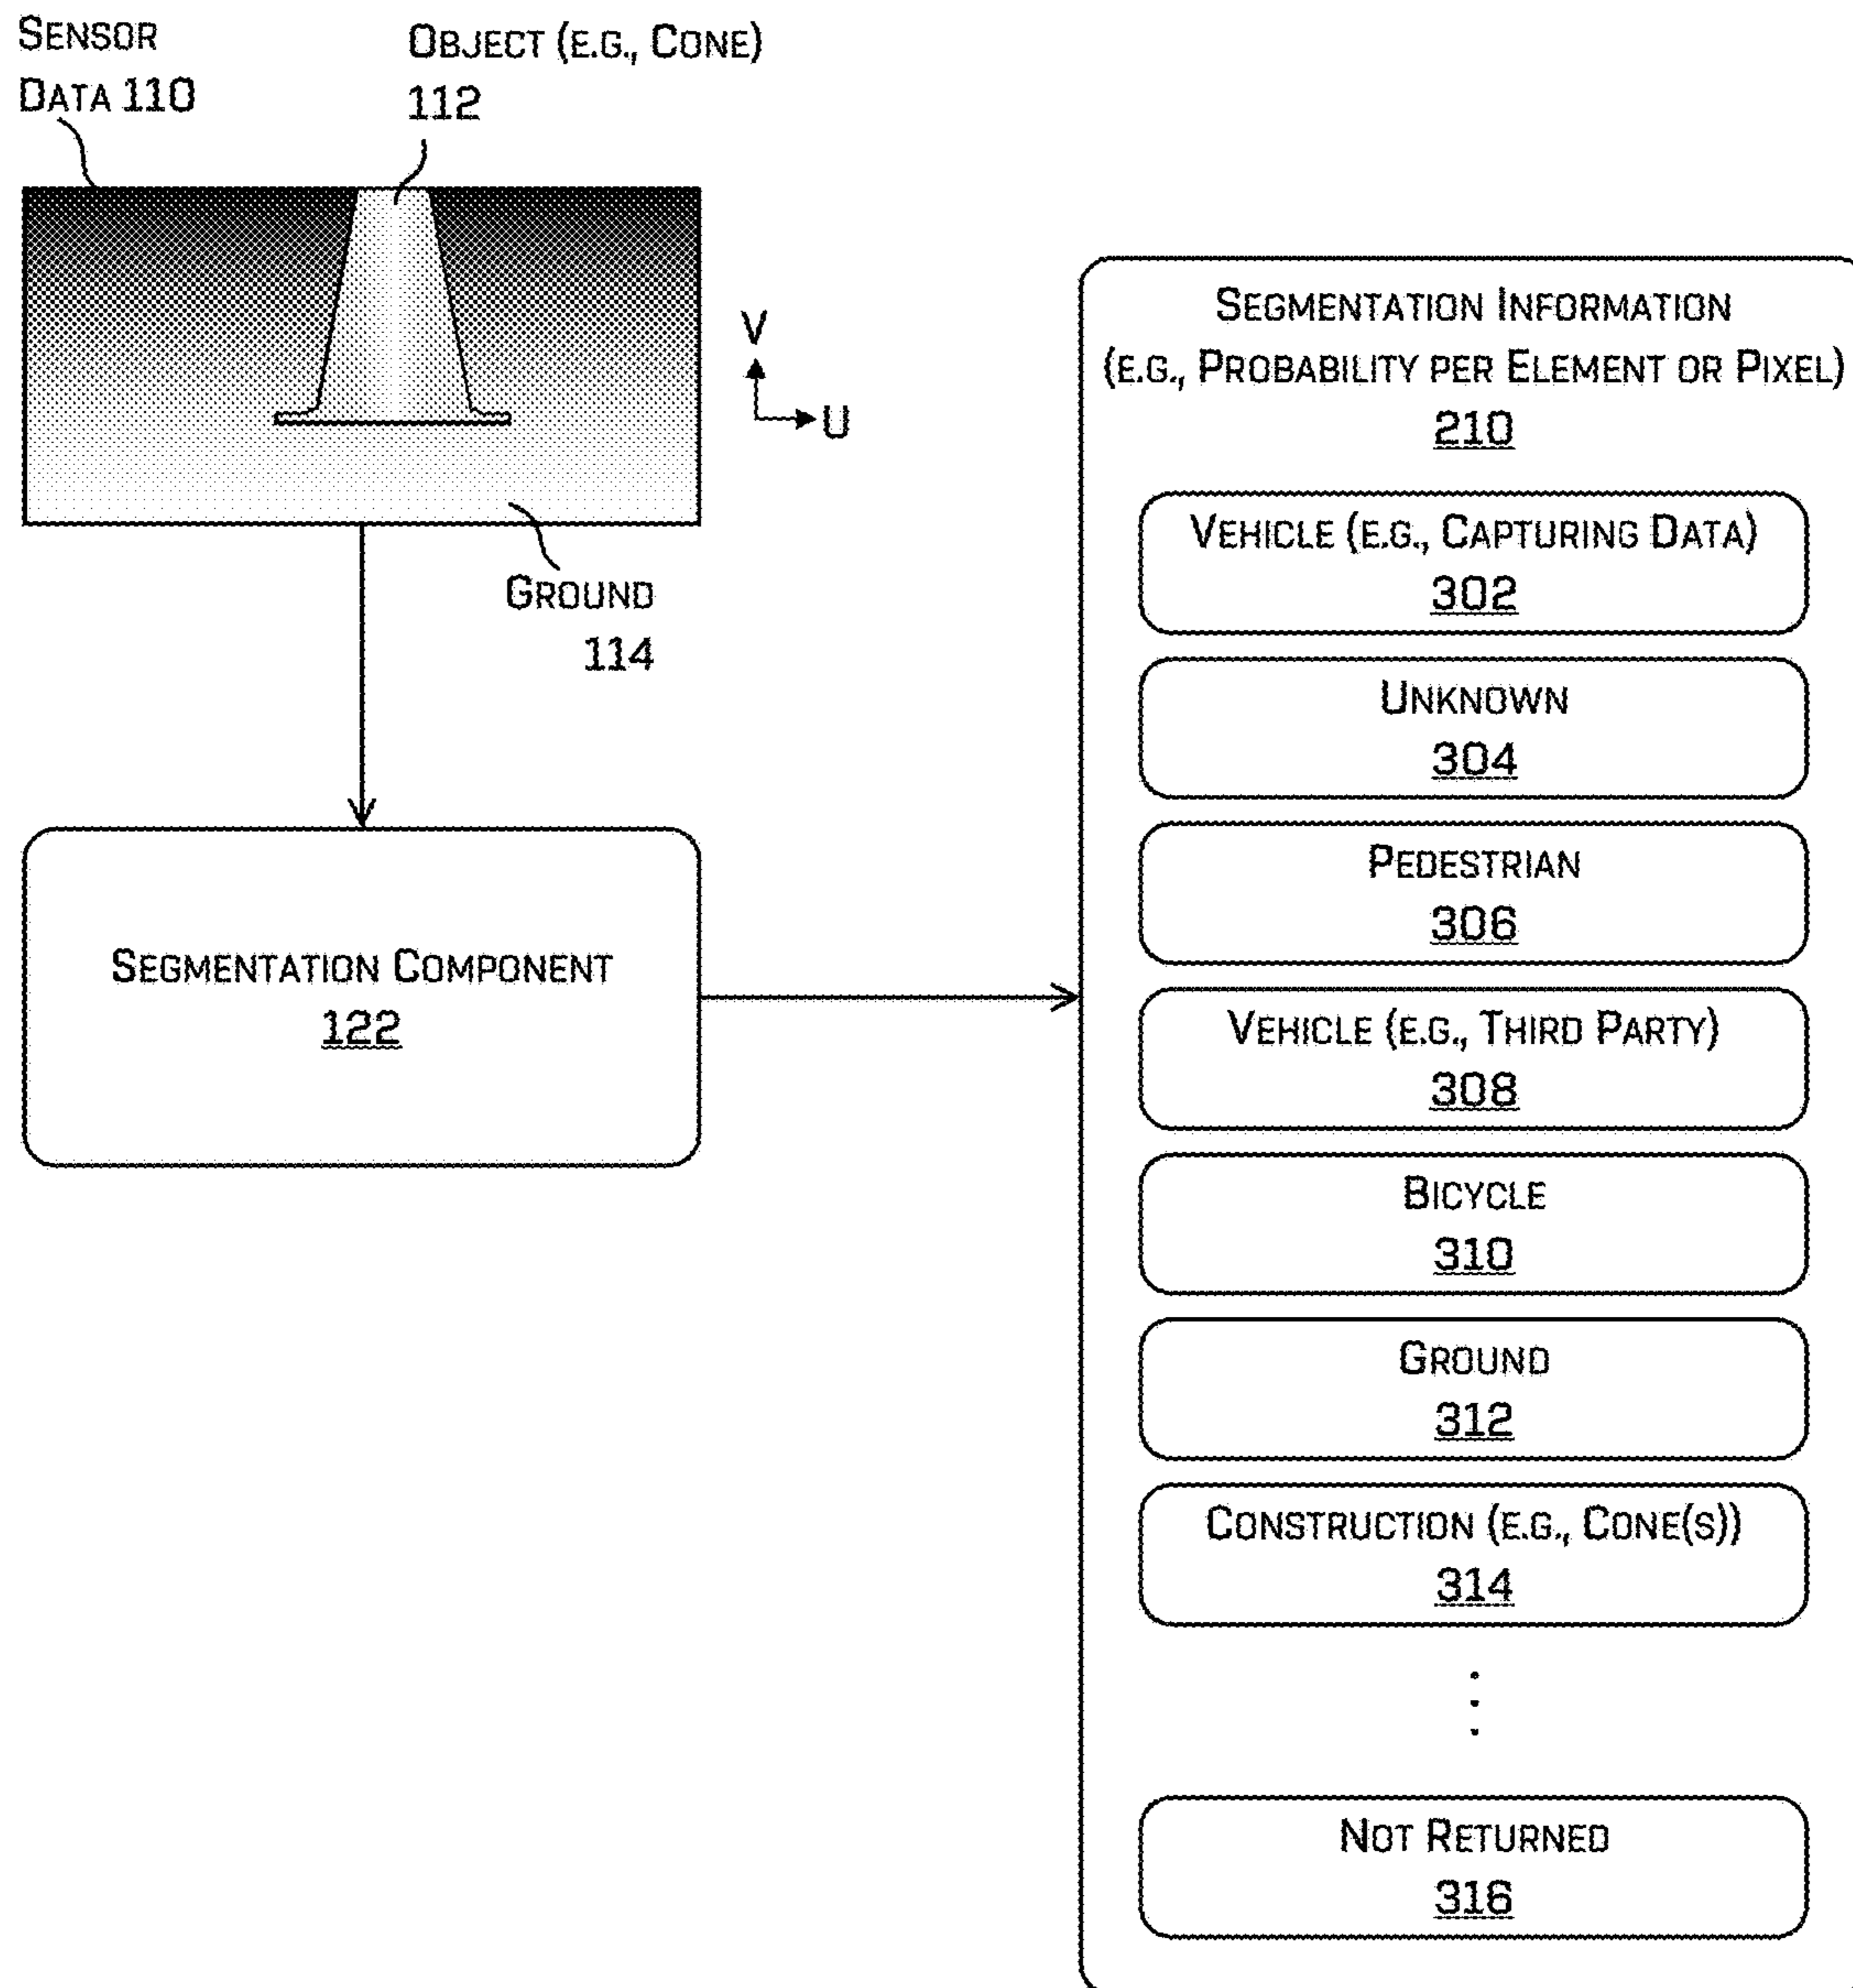 SENSOR
DATA 110
OBJECT (E.G., CONE)
112
V
U
GROUND
114
SEGMENTATION COMPONENT
122
SEGMENTATION INFORMATION
(E.G., PROBABILITY PER ELEMENT OR PIXEL)
210
VEHICLE (E.G., CAPTURING DATA)
302
UNKNOWN
304
PEDESTRIAN
306
VEHICLE (E.G., THIRD PARTY)
308
BICYCLE
310
GROUND
312
CONSTRUCTION (E.G., CONE(S))
314
NOT RETURNED
316